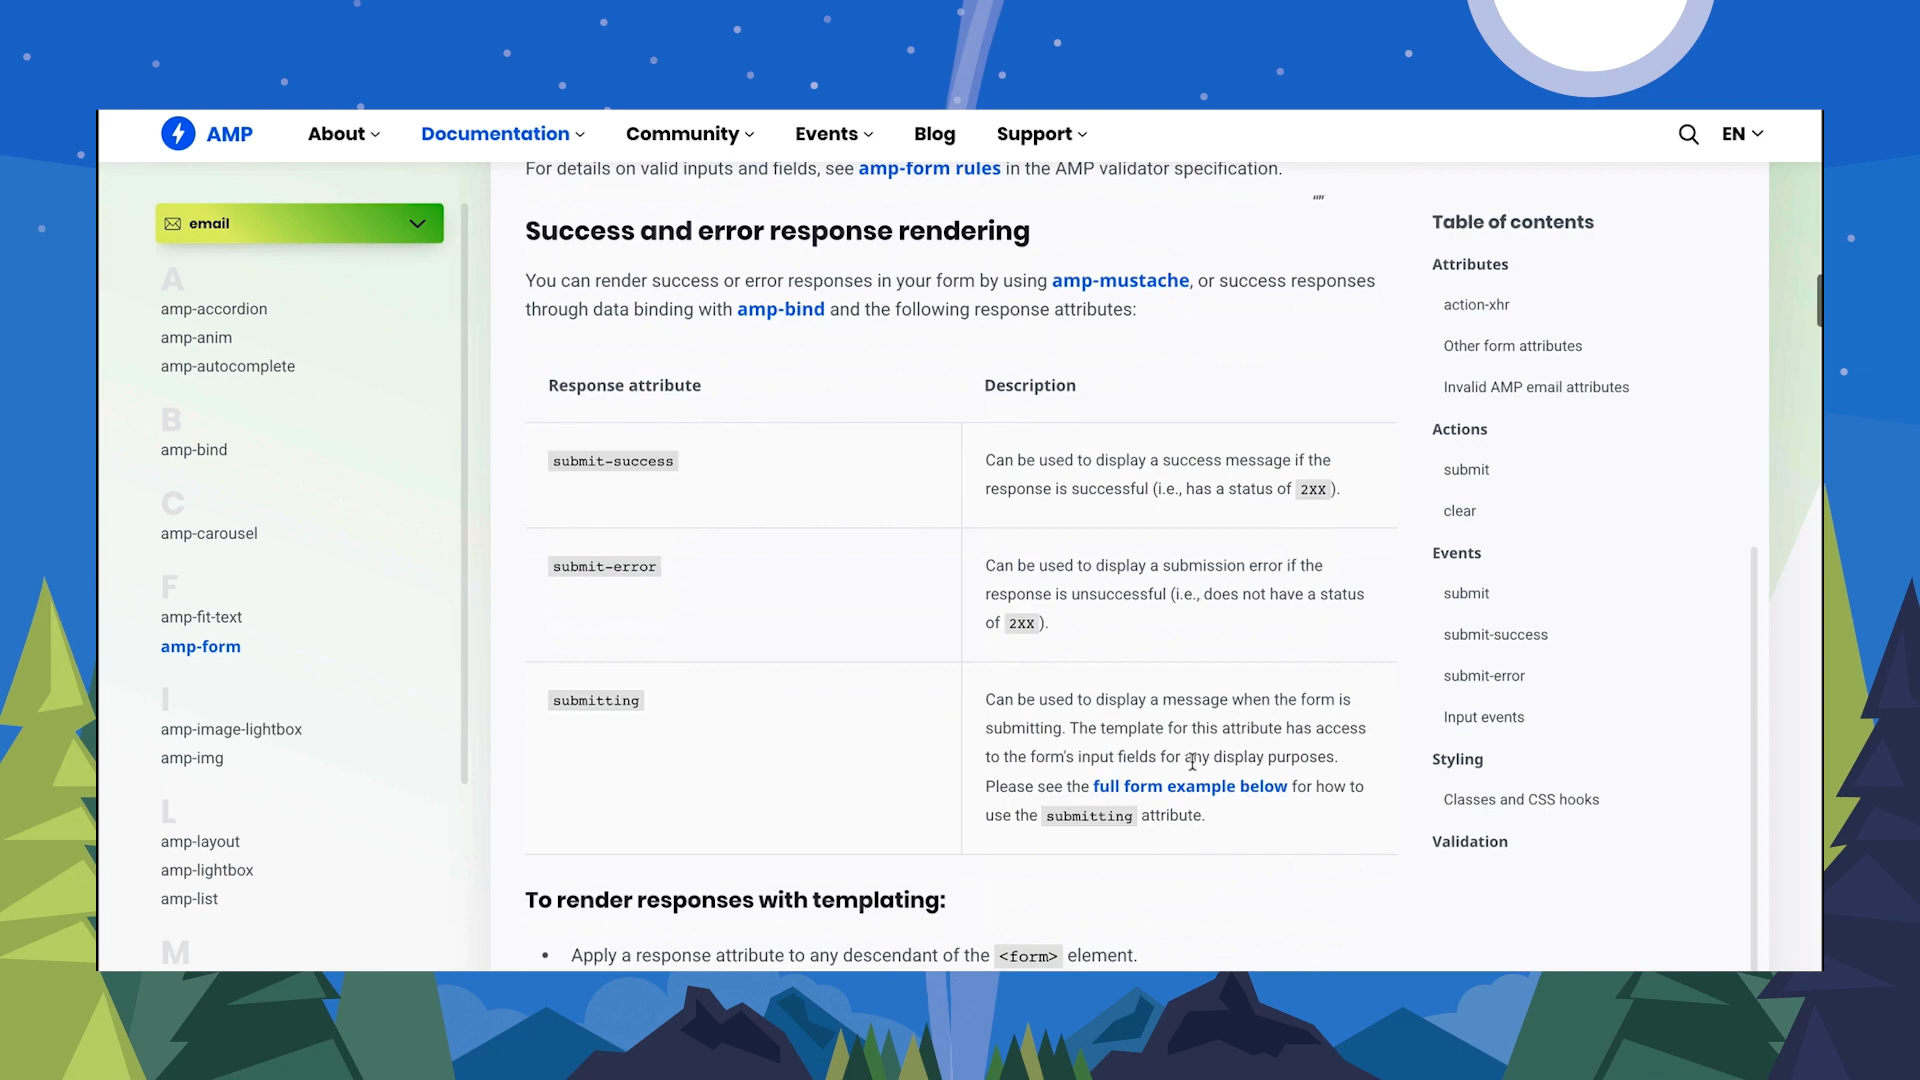 AMP
About
Documentation
Community
Events
Blog
Support
EN
email
A
amp-accordion
amp-anim
amp-autocomplete
B
amp-bind
C
amp-carousel
F
amp-fit-text
amp-form
I
amp-image-lightbox
amp-img
L
amp-layout
amp-lightbox
amp-list
M
For details on valid inputs and fields, see amp-form rules in the AMP validator specification.
""
Success and error response rendering
You can render success or error responses in your form by using amp-mustache, or success responses
through data binding with amp-bind and the following response attributes:
Response attribute
Description
submit-success
Can be used to display a success message if the
response is successful (i.e., has a status of 2XX ).
submit-error
Can be used to display a submission error if the
response is unsuccessful (i.e., does not have a status
of 2XX ).
submitting
Can be used to display a message when the form is
submitting. The template for this attribute has access
to the form's input fields for any display purposes.
Please see the full form example below for how to
use the submitting attribute.
To render responses with templating:
• Apply a response attribute to any descendant of the <form> element.
Table of contents
Attributes
action-xhr
Other form attributes
Invalid AMP email attributes
Actions
submit
clear
Events
submit
submit-success
submit-error
Input events
Styling
Classes and CSS hooks
Validation